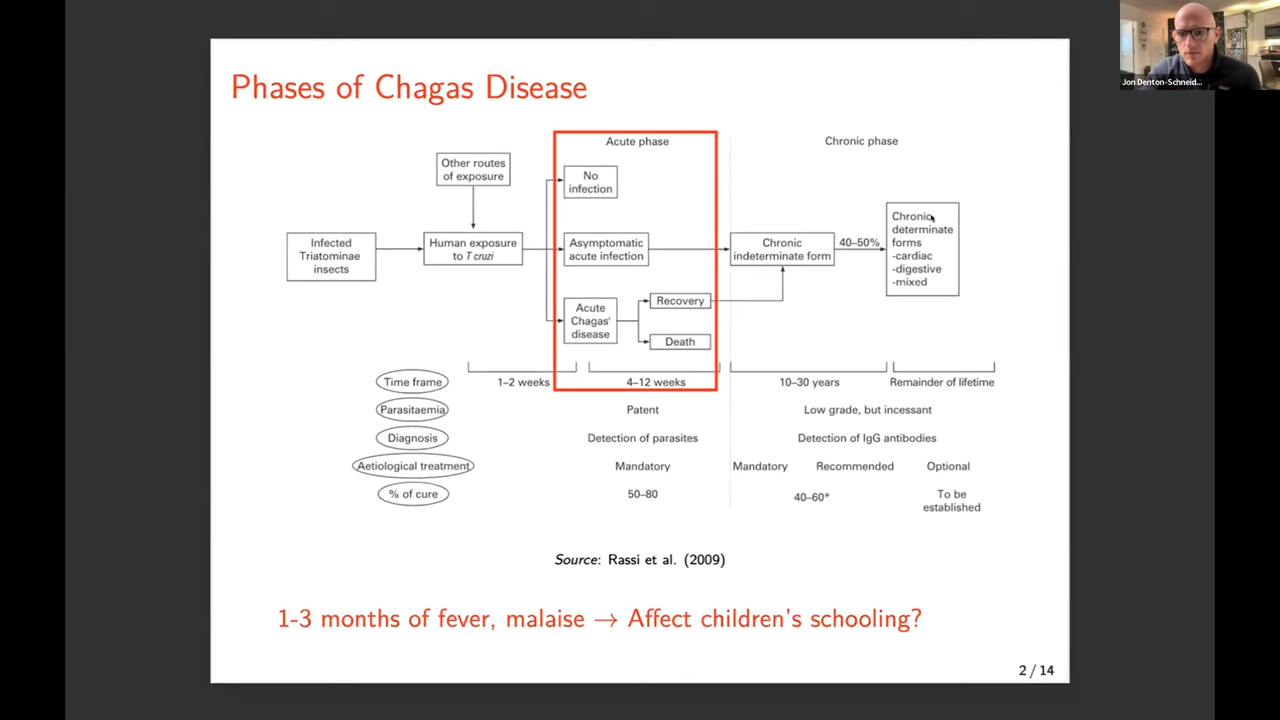 Jon Denton-Schneid...
Phases of Chagas Disease
Acute phase
Chronic phase
Other routes
of exposure
No
infection
Infected
Triatominae
insects
Human exposure
to T cruzi
Asymptomatic
acute infection
Chronic
indeterminate form
40–50%
Chronic
determinate
forms
-cardiac
-digestive
-mixed
Acute
Chagas'
disease
Recovery
Death
Time frame
1–2 weeks
4–12 weeks
10–30 years
Remainder of lifetime
Parasitaemia
Patent
Low grade, but incessant
Diagnosis
Detection of parasites
Detection of IgG antibodies
Aetiological treatment
Mandatory
Mandatory
Recommended
Optional
% of cure
50–80
40–60*
To be
established
Source: Rassi et al. (2009)
1-3 months of fever, malaise → Affect children's schooling?
2 / 14